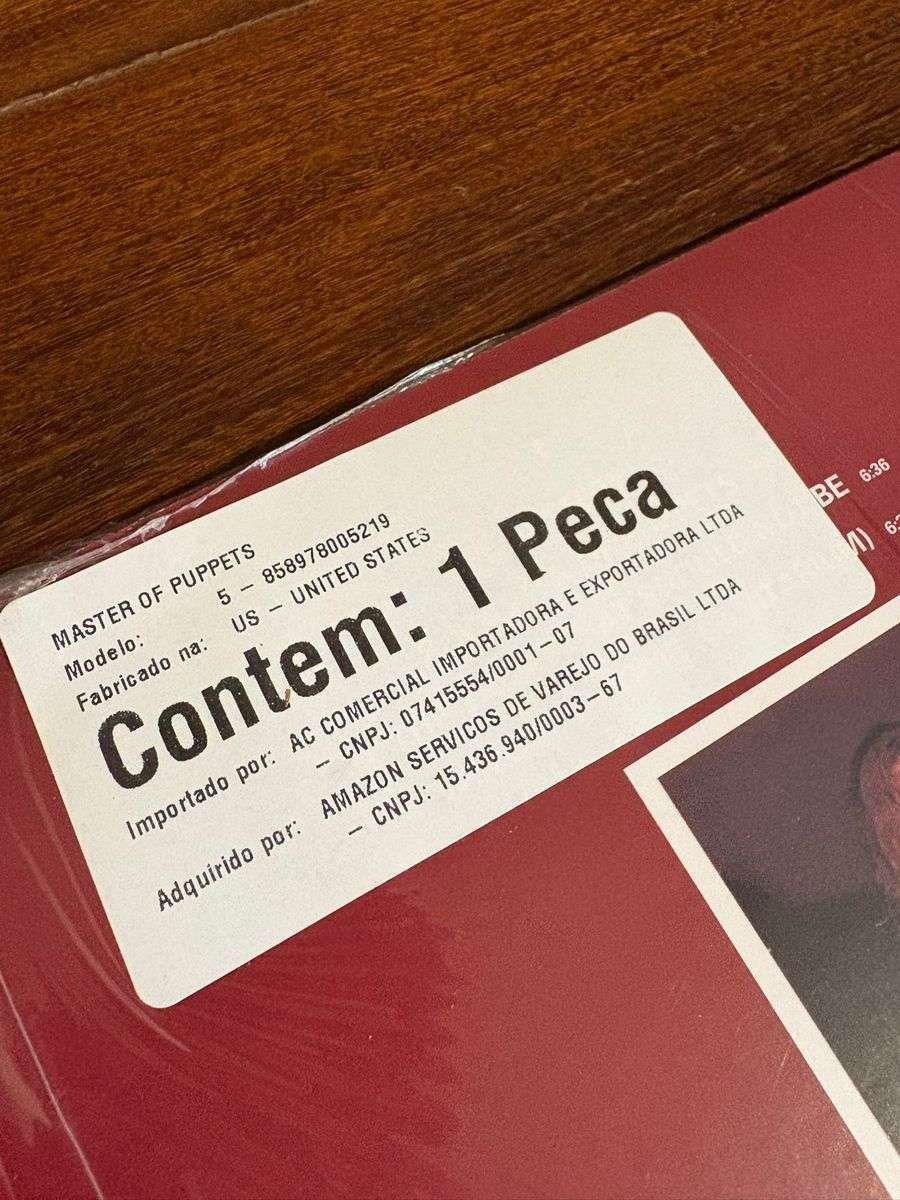 MASTER OF PUPPETS
Modelo: 5 - 858978005219
Fabricado na: US - UNITED STATES
Contem: 1 Peca
Importado por: AC COMERCIAL IMPORTADORA E EXPORTADORA LTDA
- CNPJ: 07415554/0001-07
Adquirido por: AMAZON SERVICOS DE VAREJO DO BRASIL LTDA
- CNPJ: 15.436.940/0003-67
BE 6:36
M)